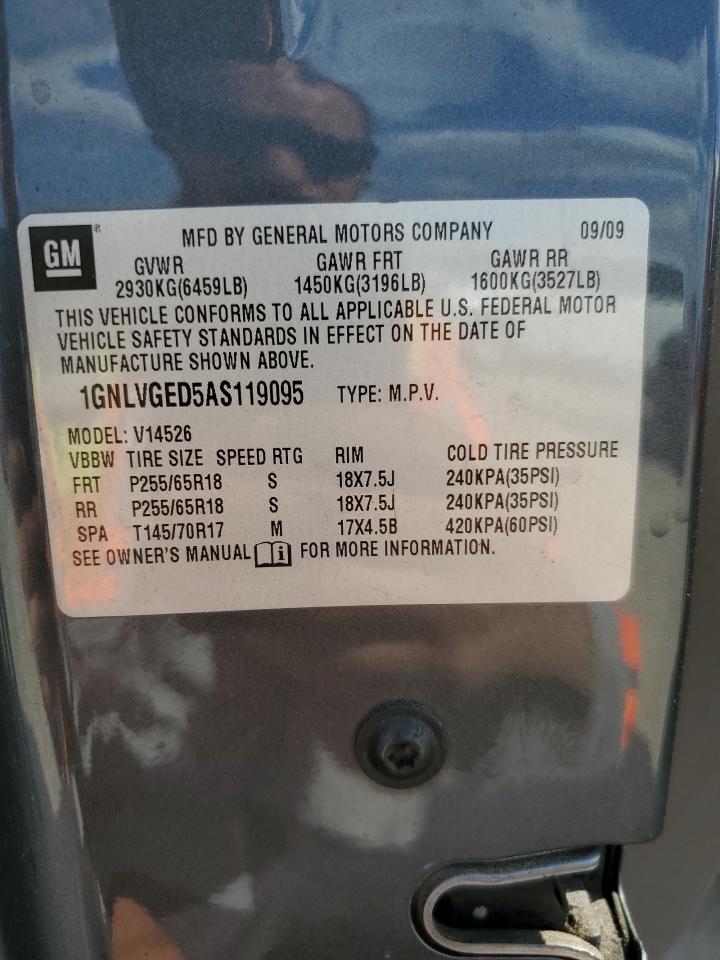 GM
MFD BY GENERAL MOTORS COMPANY 09/09
GVWR GAWR FRT GAWR RR
2930KG(6459LB) 1450KG(3196LB) 1600KG(3527LB)
THIS VEHICLE CONFORMS TO ALL APPLICABLE U.S. FEDERAL MOTOR
VEHICLE SAFETY STANDARDS IN EFFECT ON THE DATE OF
MANUFACTURE SHOWN ABOVE.
1GNLVGED5AS119095 TYPE: M.P.V.
MODEL: V14526
VBBW TIRE SIZE SPEED RTG RIM COLD TIRE PRESSURE
FRT P255/65R18 S 18X7.5J 240KPA(35PSI)
RR P255/65R18 S 18X7.5J 240KPA(35PSI)
SPA T145/70R17 M 17X4.5B 420KPA(60PSI)
SEE OWNER'S MANUAL i FOR MORE INFORMATION.